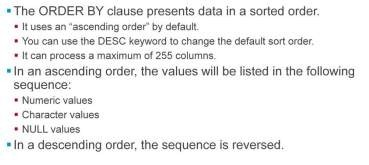 ▪ The ORDER BY clause presents data in a sorted order.
▪ It uses an “ascending order” by default.
▪ You can use the DESC keyword to change the default sort order.
▪ It can process a maximum of 255 columns.
▪ In an ascending order, the values will be listed in the following
sequence:
▪ Numeric values
▪ Character values
▪ NULL values
▪ In a descending order, the sequence is reversed.